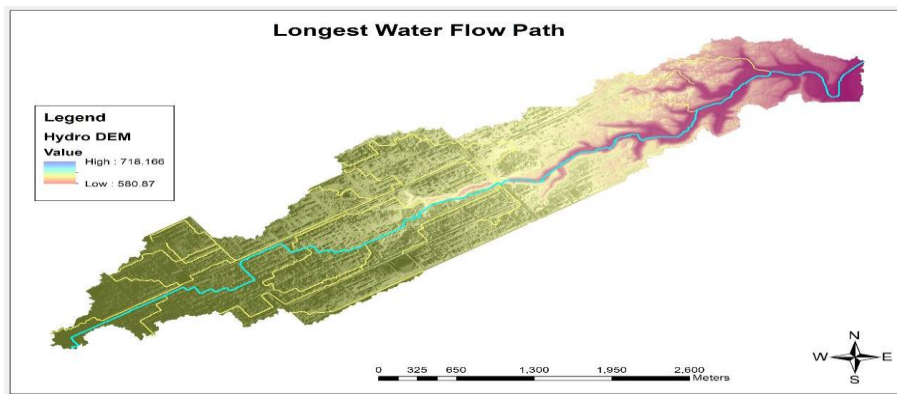 Longest Water Flow Path
Legend
Hydro DEM
Value
High : 718.166
Low : 580.87
N
W E
S
0 325 650 1,300 1,950 2,600
Meters